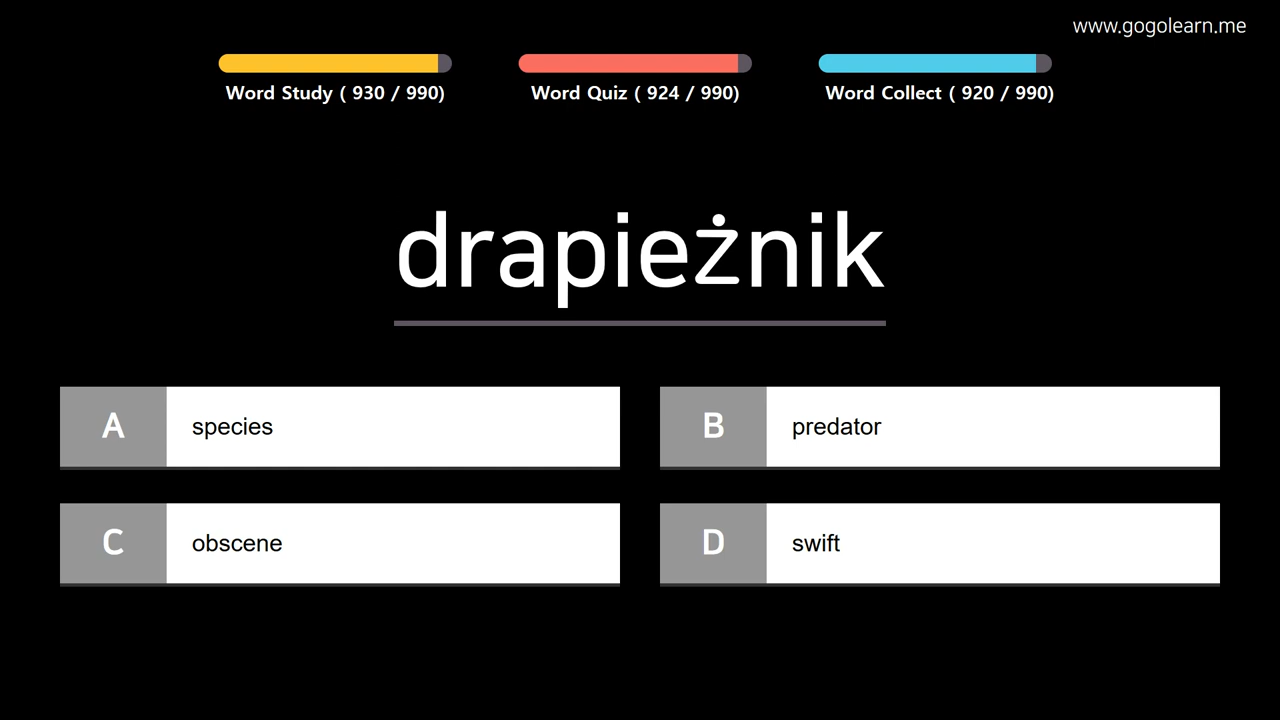 www.gogolearn.me
Word Study ( 930 / 990)
Word Quiz ( 924 / 990)
Word Collect ( 920 / 990)
drapieżnik
A species
B predator
C obscene
D swift